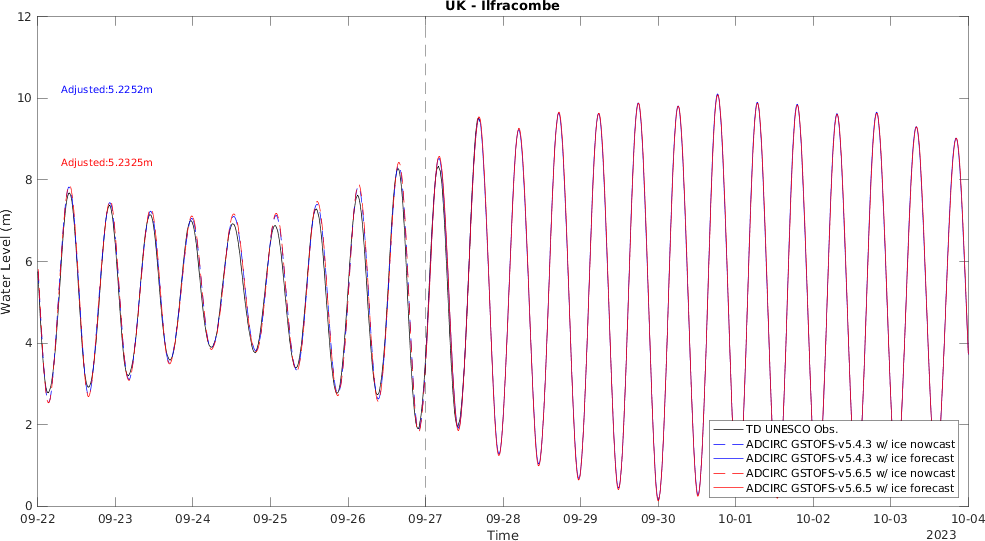 UK - Ilfracombe
12
10
8
6
4
2
0
Water Level (m)
Adjusted:5.2252m
Adjusted:5.2325m
TD UNESCO Obs.
ADCIRC GSTOFS-v5.4.3 w/ ice nowcast
ADCIRC GSTOFS-v5.4.3 w/ ice forecast
ADCIRC GSTOFS-v5.6.5 w/ ice nowcast
ADCIRC GSTOFS-v5.6.5 w/ ice forecast
09-22 09-23 09-24 09-25 09-26 09-27 09-28 09-29 09-30 10-01 10-02 10-03 10-04
Time
2023